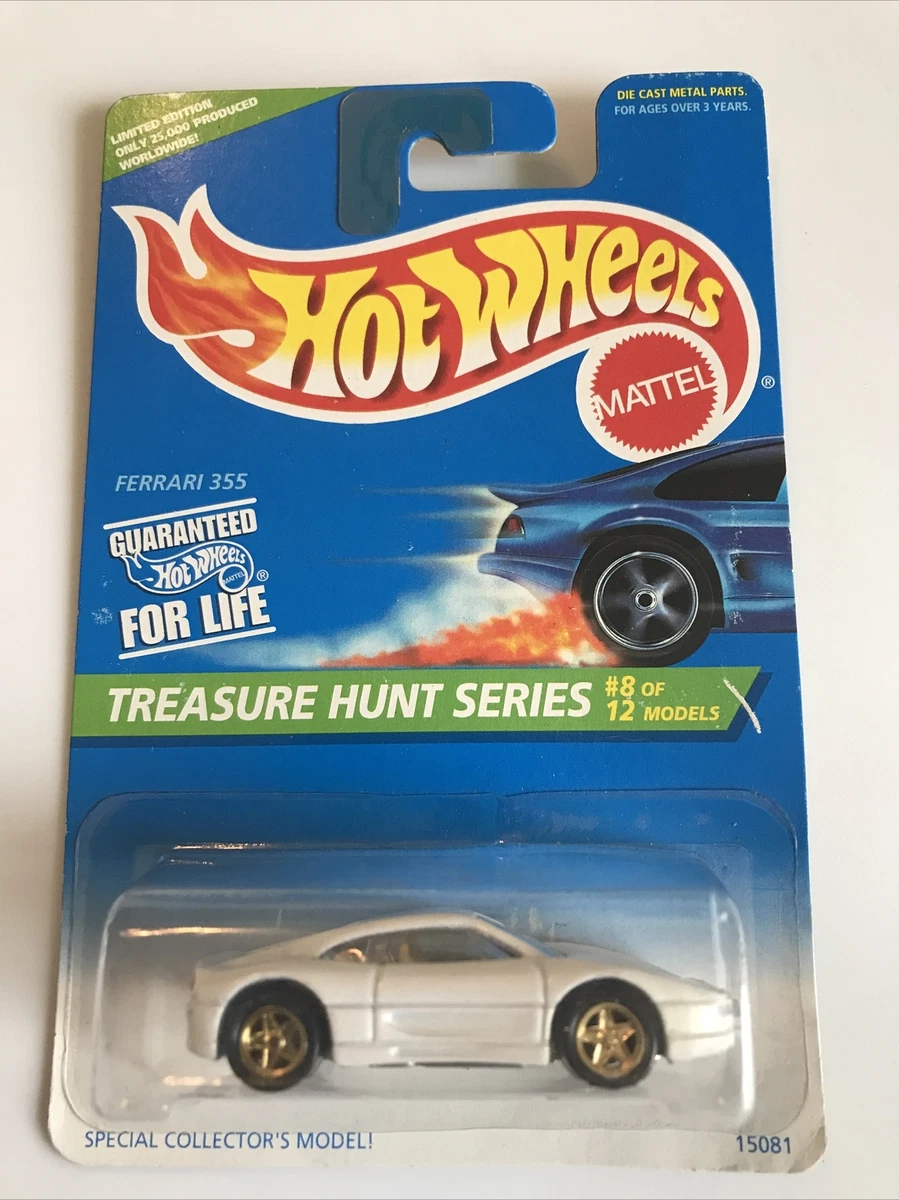 LIMITED EDITION
ONLY 25,000 PRODUCED
WORLDWIDE!
DIE CAST METAL PARTS.
FOR AGES OVER 3 YEARS.
HOT WHEELS
MATTEL
®
FERRARI 355
GUARANTEED
HOT WHEELS
MATTEL
®
FOR LIFE
TREASURE HUNT SERIES
#8 OF
12 MODELS
SPECIAL COLLECTOR'S MODEL!
15081